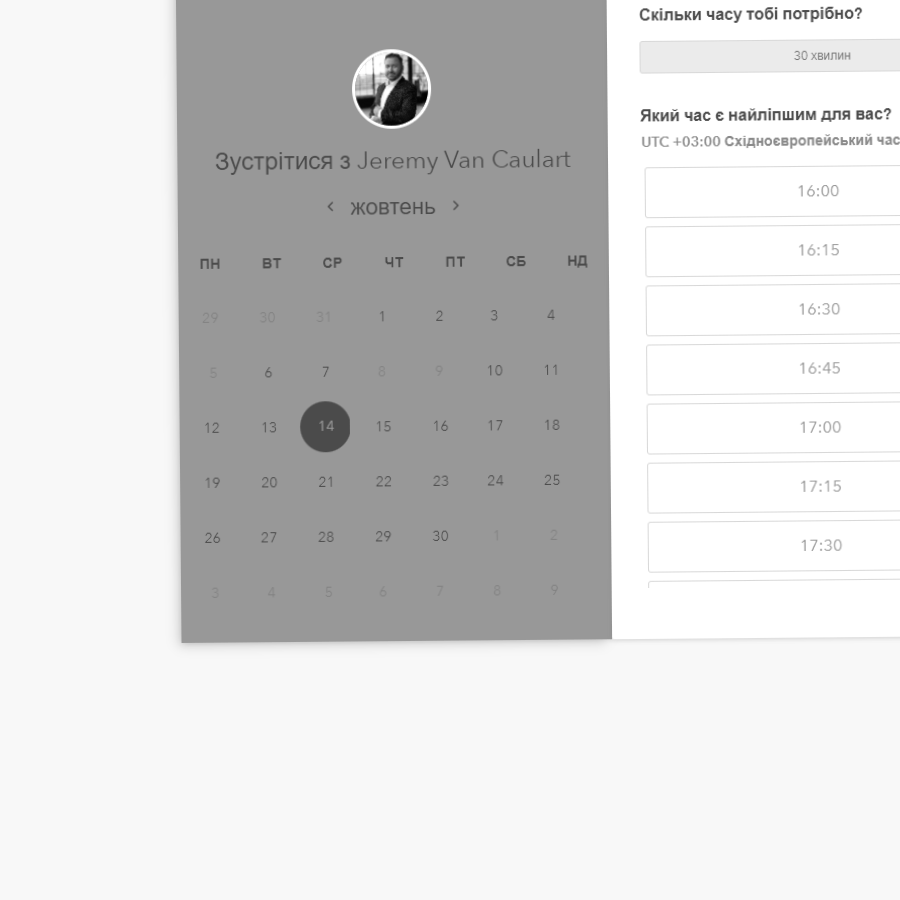 Зустрітися з Jeremy Van Caulart
‹ жовтень ›
ПН ВТ СР ЧТ ПТ СБ НД
29 30 31 1 2 3 4
5 6 7 8 9 10 11
12 13 14 15 16 17 18
19 20 21 22 23 24 25
26 27 28 29 30 1 2
3 4 5 6 7 8 9
Скільки часу тобі потрібно?
30 хвилин
Який час є найліпшим для вас?
UTC +03:00 Східноєвропейський час
16:00
16:15
16:30
16:45
17:00
17:15
17:30